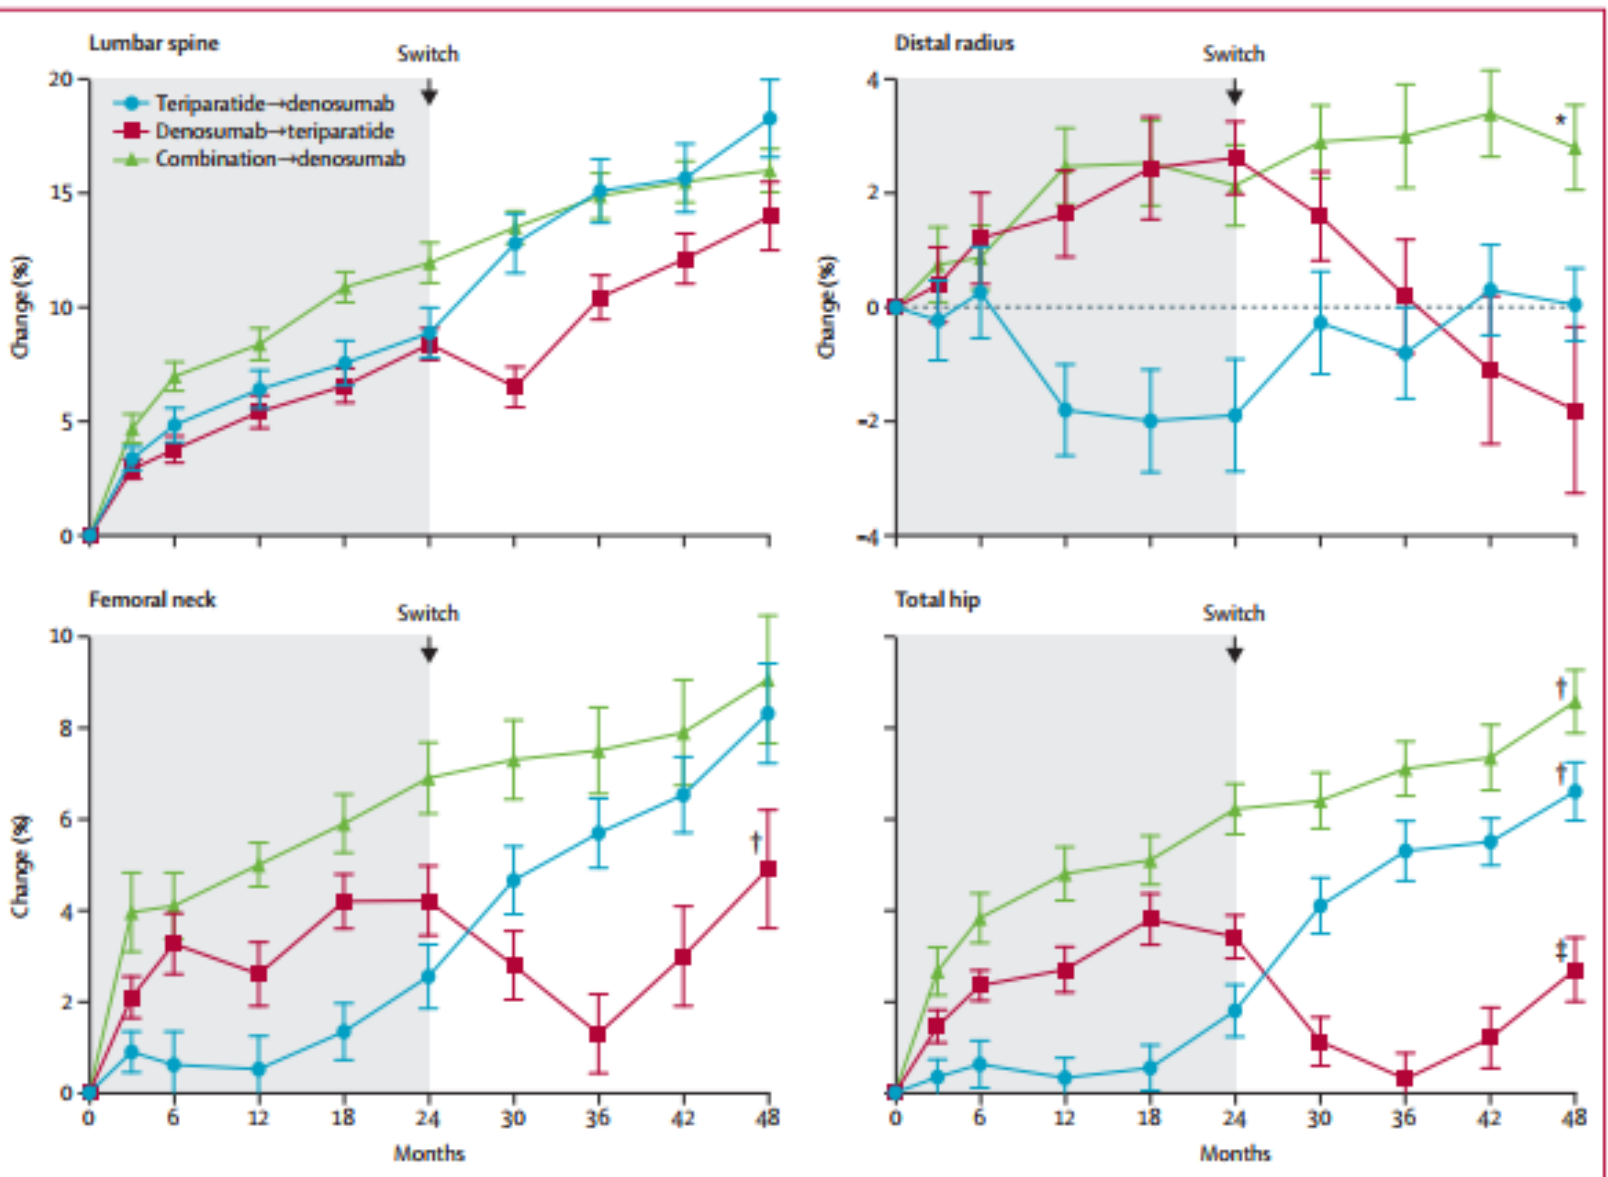 Lumbar spine
Switch
20
15
10
5
0
Change (%)
Teriparatide→denosumab
Denosumab→teriparatide
Combination→denosumab
Distal radius
Switch
4
2
0
-2
-4
Change (%)
*
Femoral neck
Switch
10
8
6
4
2
0
Change (%)
†
0 6 12 18 24 30 36 42 48
Months
Total hip
Switch
†
†
‡
0 6 12 18 24 30 36 42 48
Months